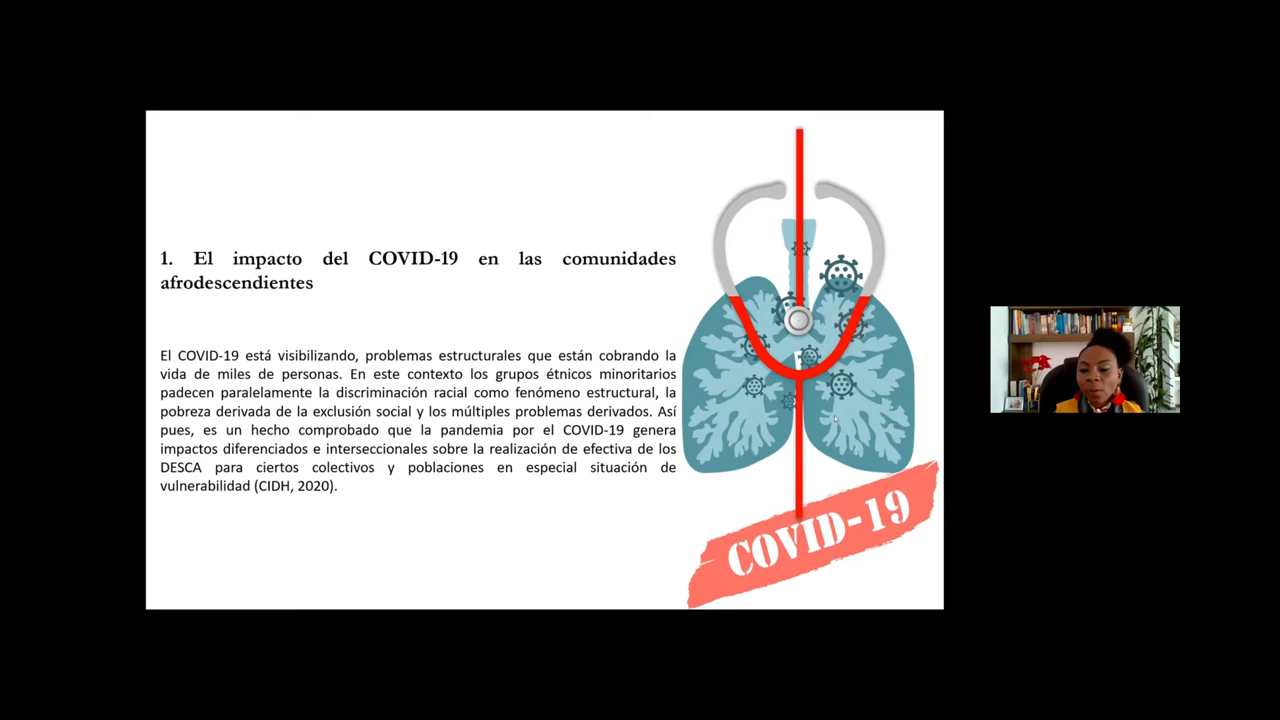 1. El impacto del COVID-19 en las comunidades
afrodescendientes
El COVID-19 está visibilizando, problemas estructurales que están cobrando la
vida de miles de personas. En este contexto los grupos étnicos minoritarios
padecen paralelamente la discriminación racial como fenómeno estructural, la
pobreza derivada de la exclusión social y los múltiples problemas derivados. Así
pues, es un hecho comprobado que la pandemia por el COVID-19 genera
impactos diferenciados e interseccionales sobre la realización de efectiva de los
DESCA para ciertos colectivos y poblaciones en especial situación de
vulnerabilidad (CIDH, 2020).
COVID-19